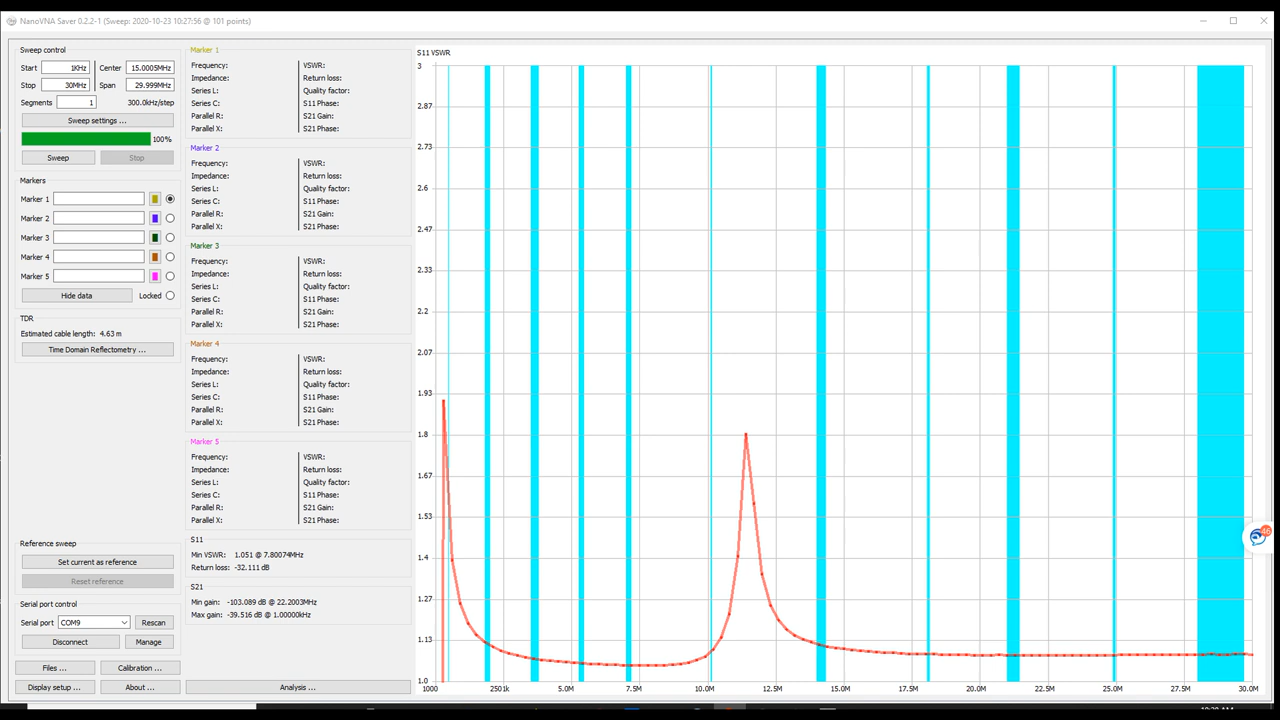 NanoVNA Saver 0.2.2-1 (Sweep: 2020-10-23 10:27:56 @ 101 points)
Sweep control
Start 1KHz Center 15.0005MHz
Stop 30MHz Span 29.999MHz
Segments 1 300.0kHz/step
Sweep settings ...
100%
Sweep Stop
Markers
Marker 1
Marker 2
Marker 3
Marker 4
Marker 5
Hide data Locked
TDR
Estimated cable length: 4.63 m
Time Domain Reflectometry ...
Reference sweep
Set current as reference
Reset reference
Serial port control
Serial port COM9 Rescan
Disconnect Manage
Files ... Calibration ...
Display setup ... About ...
Marker 1
Frequency: VSWR:
Impedance: Return loss:
Series L: Quality factor:
Series C: S11 Phase:
Parallel R: S21 Gain:
Parallel X: S21 Phase:
Marker 2
Frequency: VSWR:
Impedance: Return loss:
Series L: Quality factor:
Series C: S11 Phase:
Parallel R: S21 Gain:
Parallel X: S21 Phase:
Marker 3
Frequency: VSWR:
Impedance: Return loss:
Series L: Quality factor:
Series C: S11 Phase:
Parallel R: S21 Gain:
Parallel X: S21 Phase:
Marker 4
Frequency: VSWR:
Impedance: Return loss:
Series L: Quality factor:
Series C: S11 Phase:
Parallel R: S21 Gain:
Parallel X: S21 Phase:
Marker 5
Frequency: VSWR:
Impedance: Return loss:
Series L: Quality factor:
Series C: S11 Phase:
Parallel R: S21 Gain:
Parallel X: S21 Phase:
S11
Min VSWR: 1.051 @ 7.80074MHz
Return loss: -32.111 dB
S21
Min gain: -103.089 dB @ 22.2003MHz
Max gain: -39.516 dB @ 1.00000kHz
Analysis ...
S11 VSWR
3
2.87
2.73
2.6
2.47
2.33
2.2
2.07
1.93
1.8
1.67
1.53
1.4
1.27
1.13
1.0
1000 2501k 5.0M 7.5M 10.0M 12.5M 15.0M 17.5M 20.0M 22.5M 25.0M 27.5M 30.0M
46